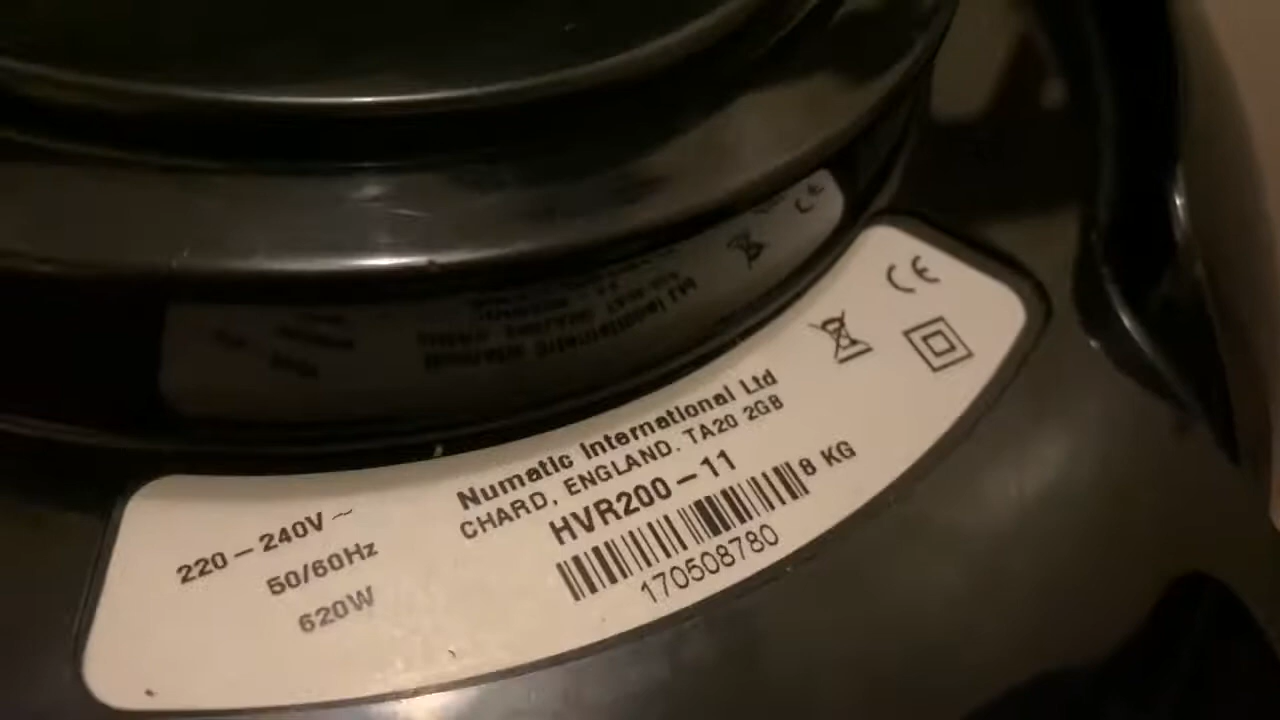 220 – 240V ~
50/60Hz
620W
Numatic International Ltd
CHARD, ENGLAND. TA20 2GB
HVR200 – 11
8 KG
170508780
CE